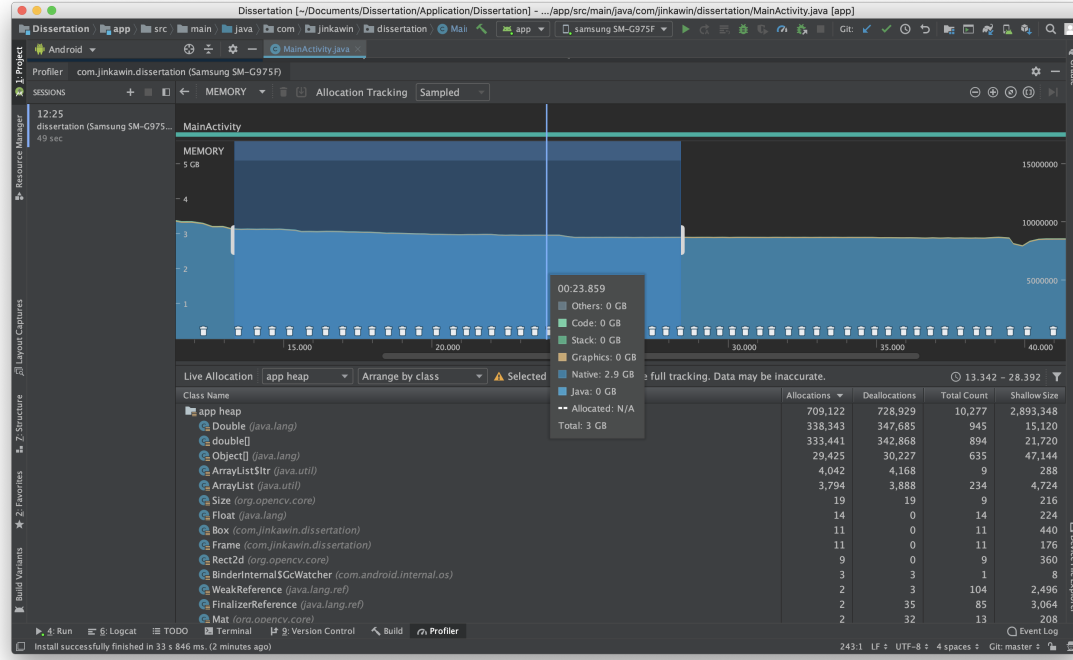 Dissertation [~/Documents/Dissertation/Application/Dissertation] - .../app/src/main/java/com/jinkawin/dissertation/MainActivity.java [app]
Dissertation app src main java com jinkawin dissertation Mai app samsung SM-G975F Git:
Android MainActivity.java
Profiler com.jinkawin.dissertation (Samsung SM-G975F)
SESSIONS MEMORY Allocation Tracking Sampled
12:25
dissertation (Samsung SM-G975...
49 sec
MainActivity
MEMORY
5 GB 15000000
4
10000000
3
2
5000000
1
15.000 20.000 30.000 35.000 40.000
00:23.859
Others: 0 GB
Code: 0 GB
Stack: 0 GB
Graphics: 0 GB
Native: 2.9 GB
Java: 0 GB
Allocated: N/A
Total: 3 GB
Live Allocation app heap Arrange by class Selected full tracking. Data may be inaccurate. 13.342 - 28.392
Class Name Allocations Deallocations Total Count Shallow Size
app heap 709,122 728,929 10,277 2,893,348
Double (java.lang) 338,343 347,685 945 15,120
double[] 333,441 342,868 894 21,720
Object[] (java.lang) 29,425 30,227 635 47,144
ArrayList$Itr (java.util) 4,042 4,168 9 288
ArrayList (java.util) 3,794 3,888 234 4,724
Size (org.opencv.core) 19 19 9 216
Float (java.lang) 14 0 14 224
Box (com.jinkawin.dissertation) 11 0 11 440
Frame (com.jinkawin.dissertation) 11 0 11 176
Rect2d (org.opencv.core) 9 0 9 360
BinderInternal$GcWatcher (com.android.internal.os) 3 3 1 8
WeakReference (java.lang.ref) 2 3 104 2,496
FinalizerReference (java.lang.ref) 2 35 85 3,064
Mat (org.opencv.core) 2 32 13 208
1: Project
Resource Manager
Layout Captures
Z: Structure
2: Favorites
Build Variants
4: Run 6: Logcat TODO Terminal 9: Version Control Build Profiler Event Log
Install successfully finished in 33 s 846 ms. (2 minutes ago) 243:1 LF UTF-8 4 spaces Git: master